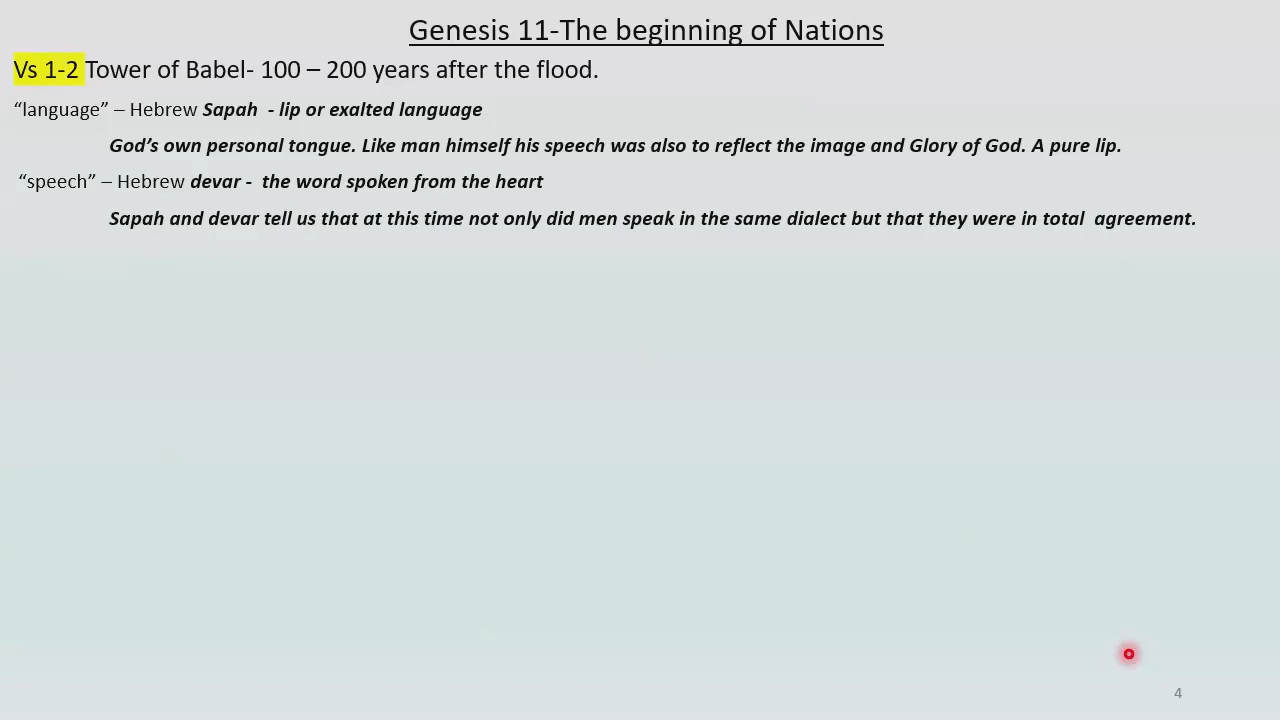 Genesis 11-The beginning of Nations
Vs 1-2 Tower of Babel- 100 – 200 years after the flood.
“language” – Hebrew Sapah - lip or exalted language
God’s own personal tongue. Like man himself his speech was also to reflect the image and Glory of God. A pure lip.
“speech” – Hebrew devar - the word spoken from the heart
Sapah and devar tell us that at this time not only did men speak in the same dialect but that they were in total agreement.
4